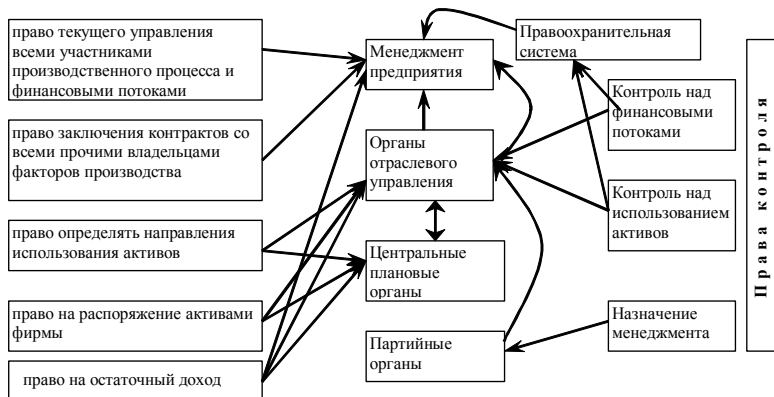 право текущего управления
всеми участниками
производственного процесса и
финансовыми потоками
право заключения контрактов со
всеми прочими владельцами
факторов производства
право определять направления
использования активов
право на распоряжение активами
фирмы
право на остаточный доход
Менеджмент
предприятия
Органы
отраслевого
управления
Центральные
плановые
органы
Партийные
органы
Правоохранительная
система
Контроль над
финансовыми
потоками
Контроль над
использованием
активов
Назначение
менеджмента
Права контроля